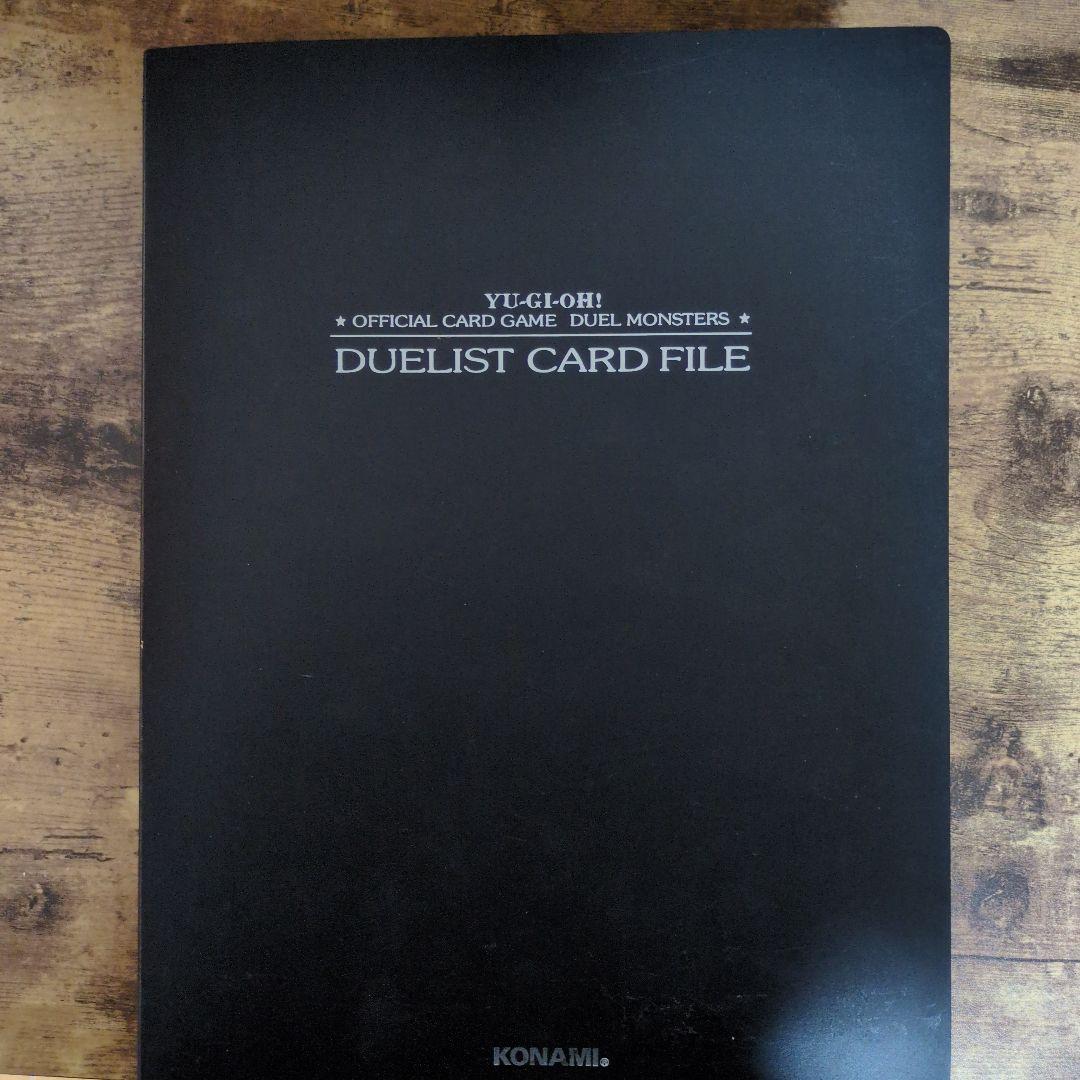 YU-GI-OH!
★ OFFICIAL CARD GAME DUEL MONSTERS ★
DUELIST CARD FILE
KONAMI®